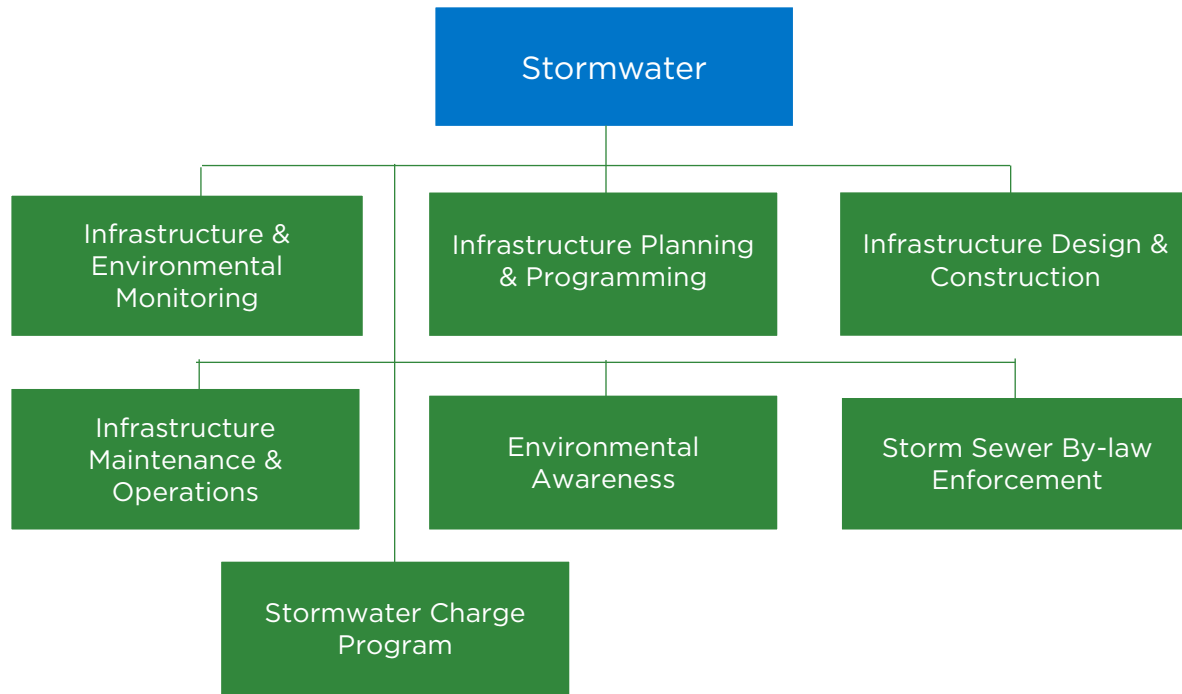 Stormwater
Infrastructure &
Environmental
Monitoring
Infrastructure Planning
& Programming
Infrastructure Design &
Construction
Infrastructure
Maintenance &
Operations
Environmental
Awareness
Storm Sewer By-law
Enforcement
Stormwater Charge
Program